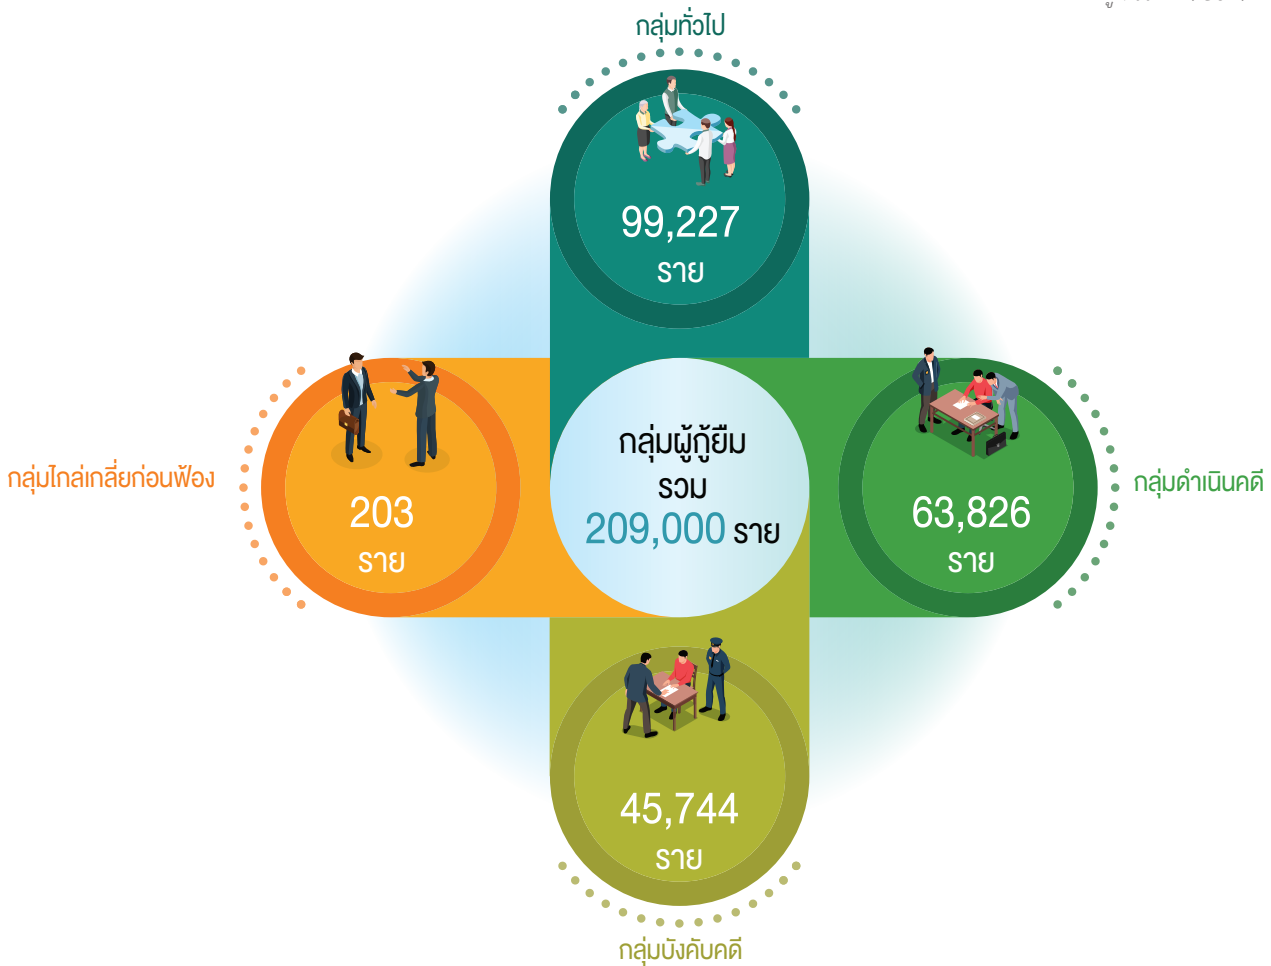 กลุ่มทั่วไป
99,227
ราย
กลุ่มไกล่เกลี่ยก่อนฟ้อง
203
ราย
กลุ่มผู้กู้ยืม
รวม
209,000 ราย
63,826
ราย
กลุ่มดำเนินคดี
45,744
ราย
กลุ่มบังคับคดี